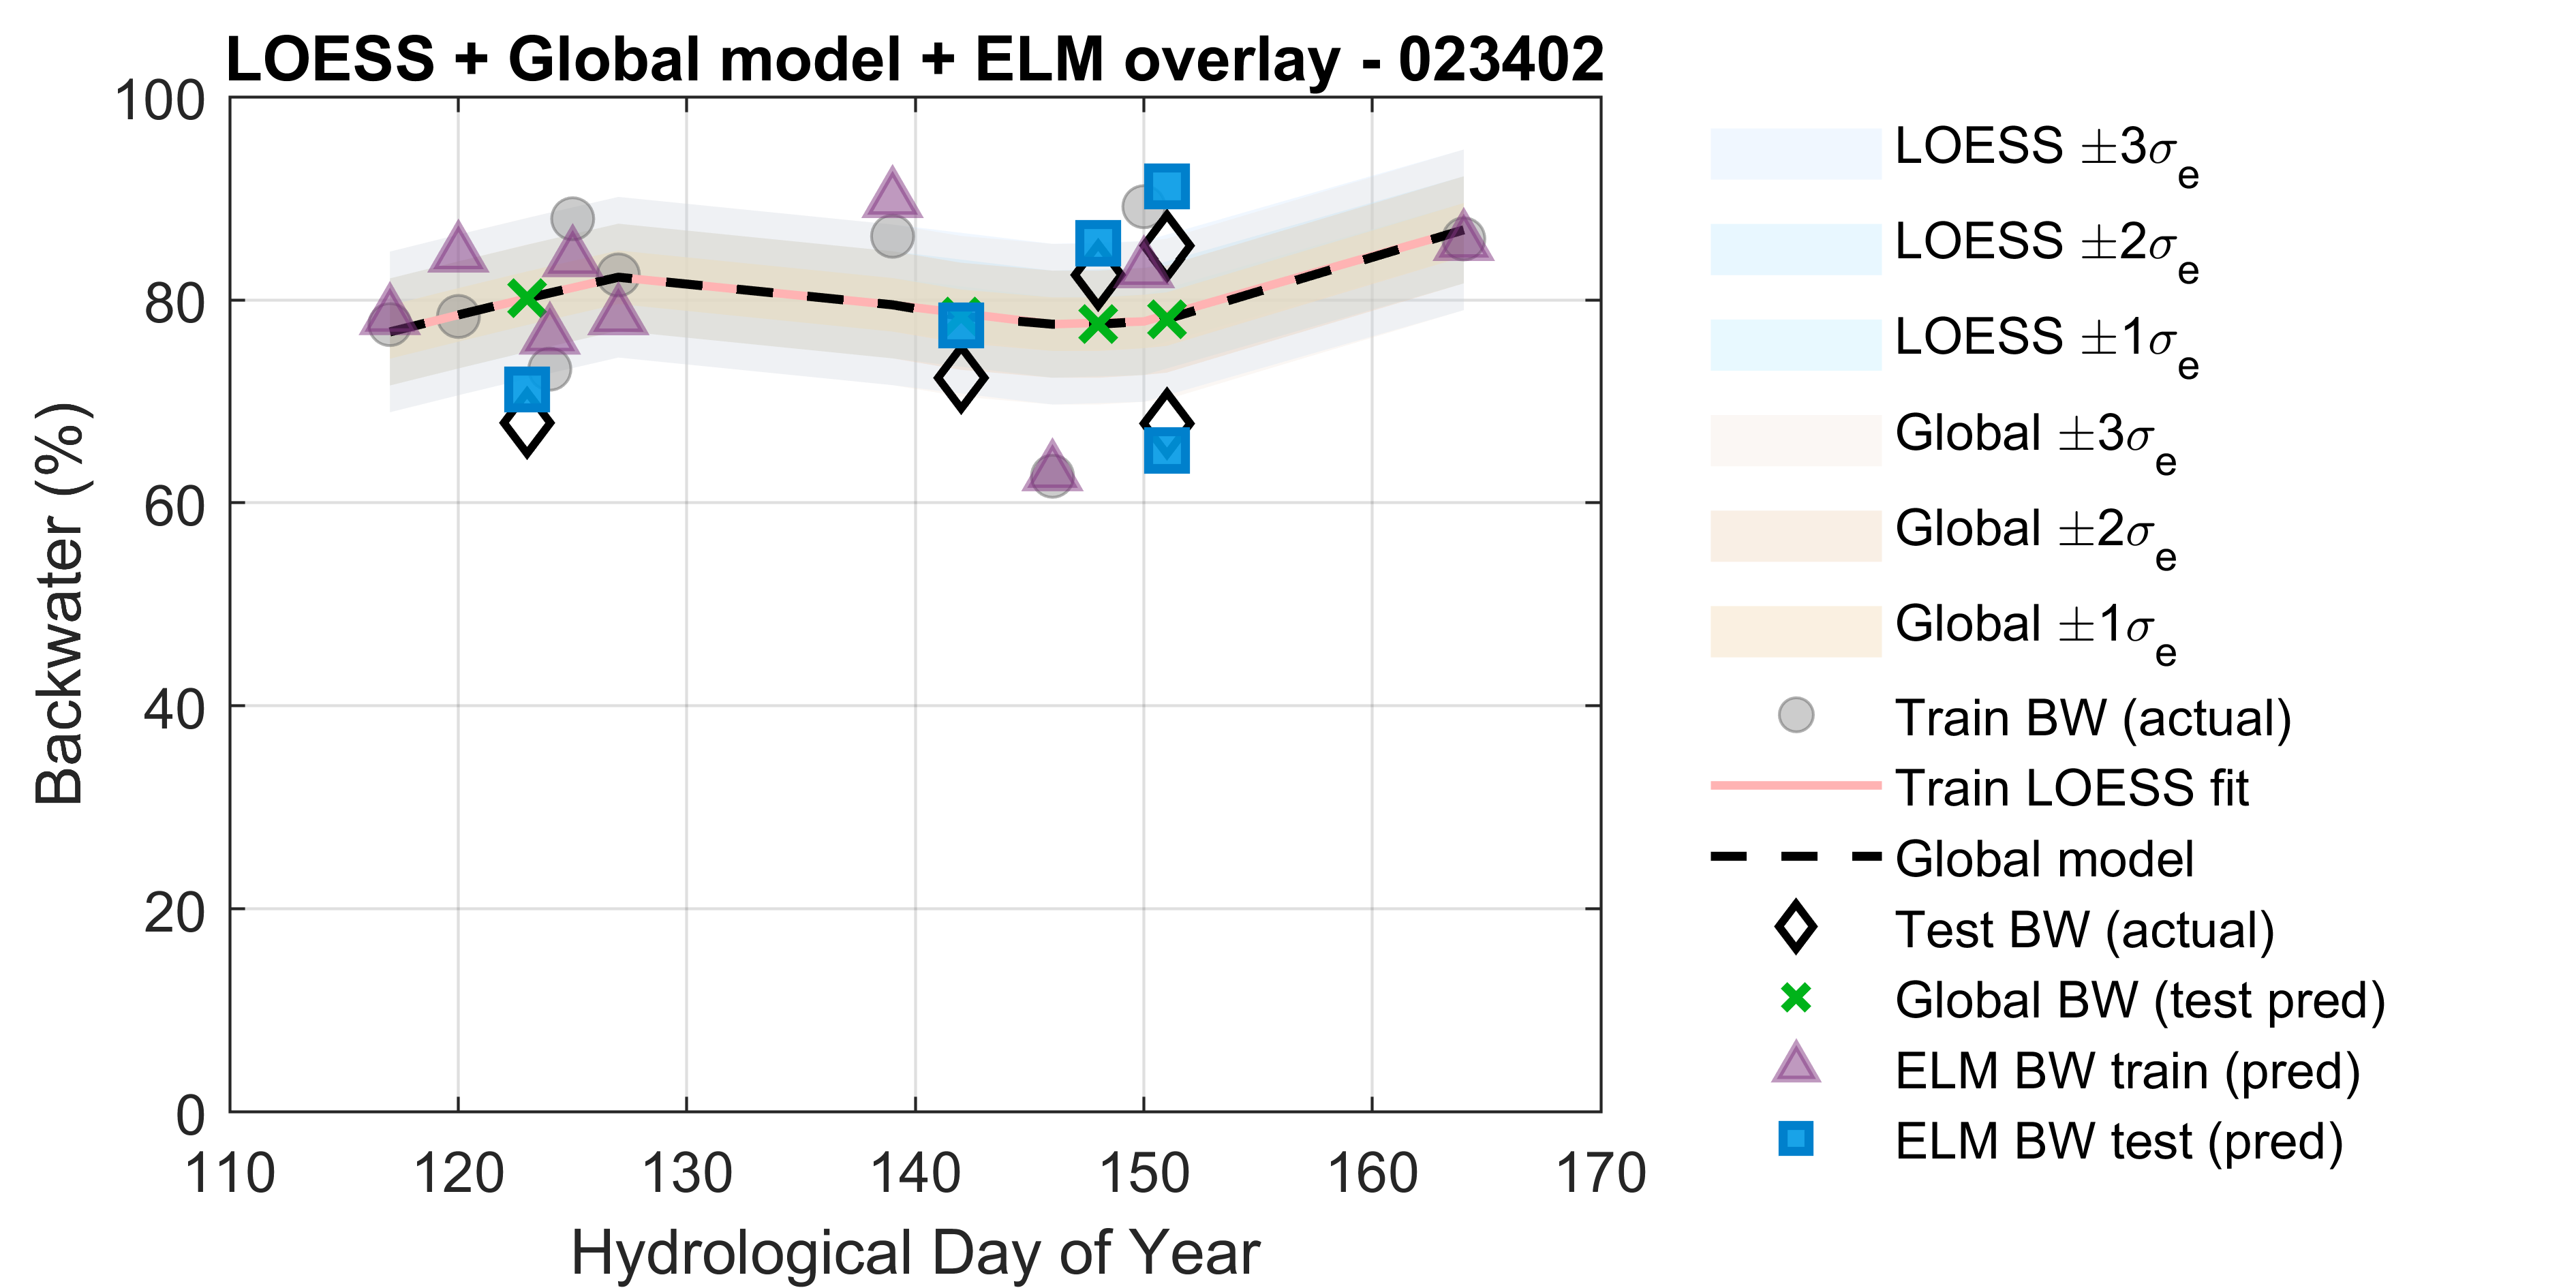 LOESS + Global model + ELM overlay - 023402
100
80
60
40
20
0
Backwater (%)
110 120 130 140 150 160 170
Hydrological Day of Year
LOESS ±3σe
LOESS ±2σe
LOESS ±1σe
Global ±3σe
Global ±2σe
Global ±1σe
Train BW (actual)
Train LOESS fit
Global model
Test BW (actual)
Global BW (test pred)
ELM BW train (pred)
ELM BW test (pred)